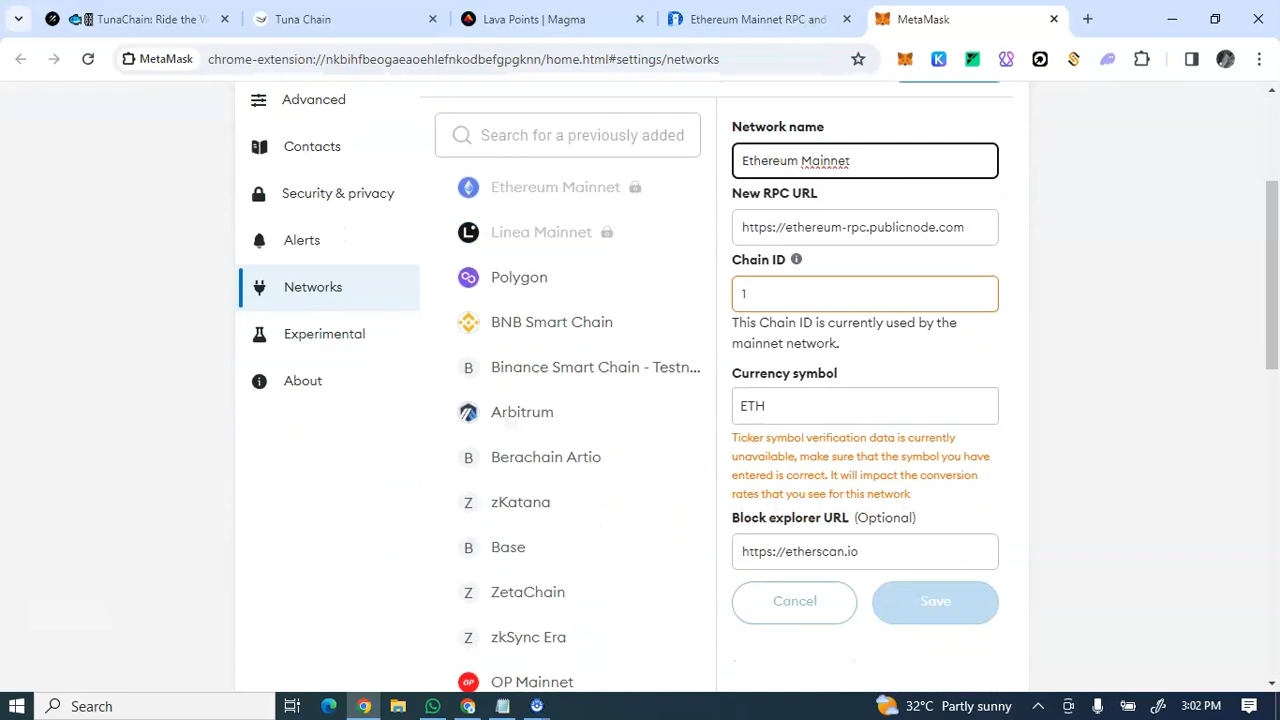 TunaChain: Ride the W
Tuna Chain
Lava Points | Magma
Ethereum Mainnet RPC and
MetaMask
MetaMask
chrome-extension://nkbihfbeogaeaoehlefnkodbefgpgknn/home.html#settings/networks
Advanced
Contacts
Security & privacy
Alerts
Networks
Experimental
About
Search for a previously added
Ethereum Mainnet
Linea Mainnet
Polygon
BNB Smart Chain
Binance Smart Chain - Testn...
Arbitrum
Berachain Artio
zKatana
Base
ZetaChain
zkSync Era
OP Mainnet
Network name
Ethereum Mainnet
New RPC URL
https://ethereum-rpc.publicnode.com
Chain ID
1
This Chain ID is currently used by the
mainnet network.
Currency symbol
ETH
Ticker symbol verification data is currently
unavailable, make sure that the symbol you have
entered is correct. It will impact the conversion
rates that you see for this network
Block explorer URL (Optional)
https://etherscan.io
Cancel
Save
Search
32°C Partly sunny
3:02 PM